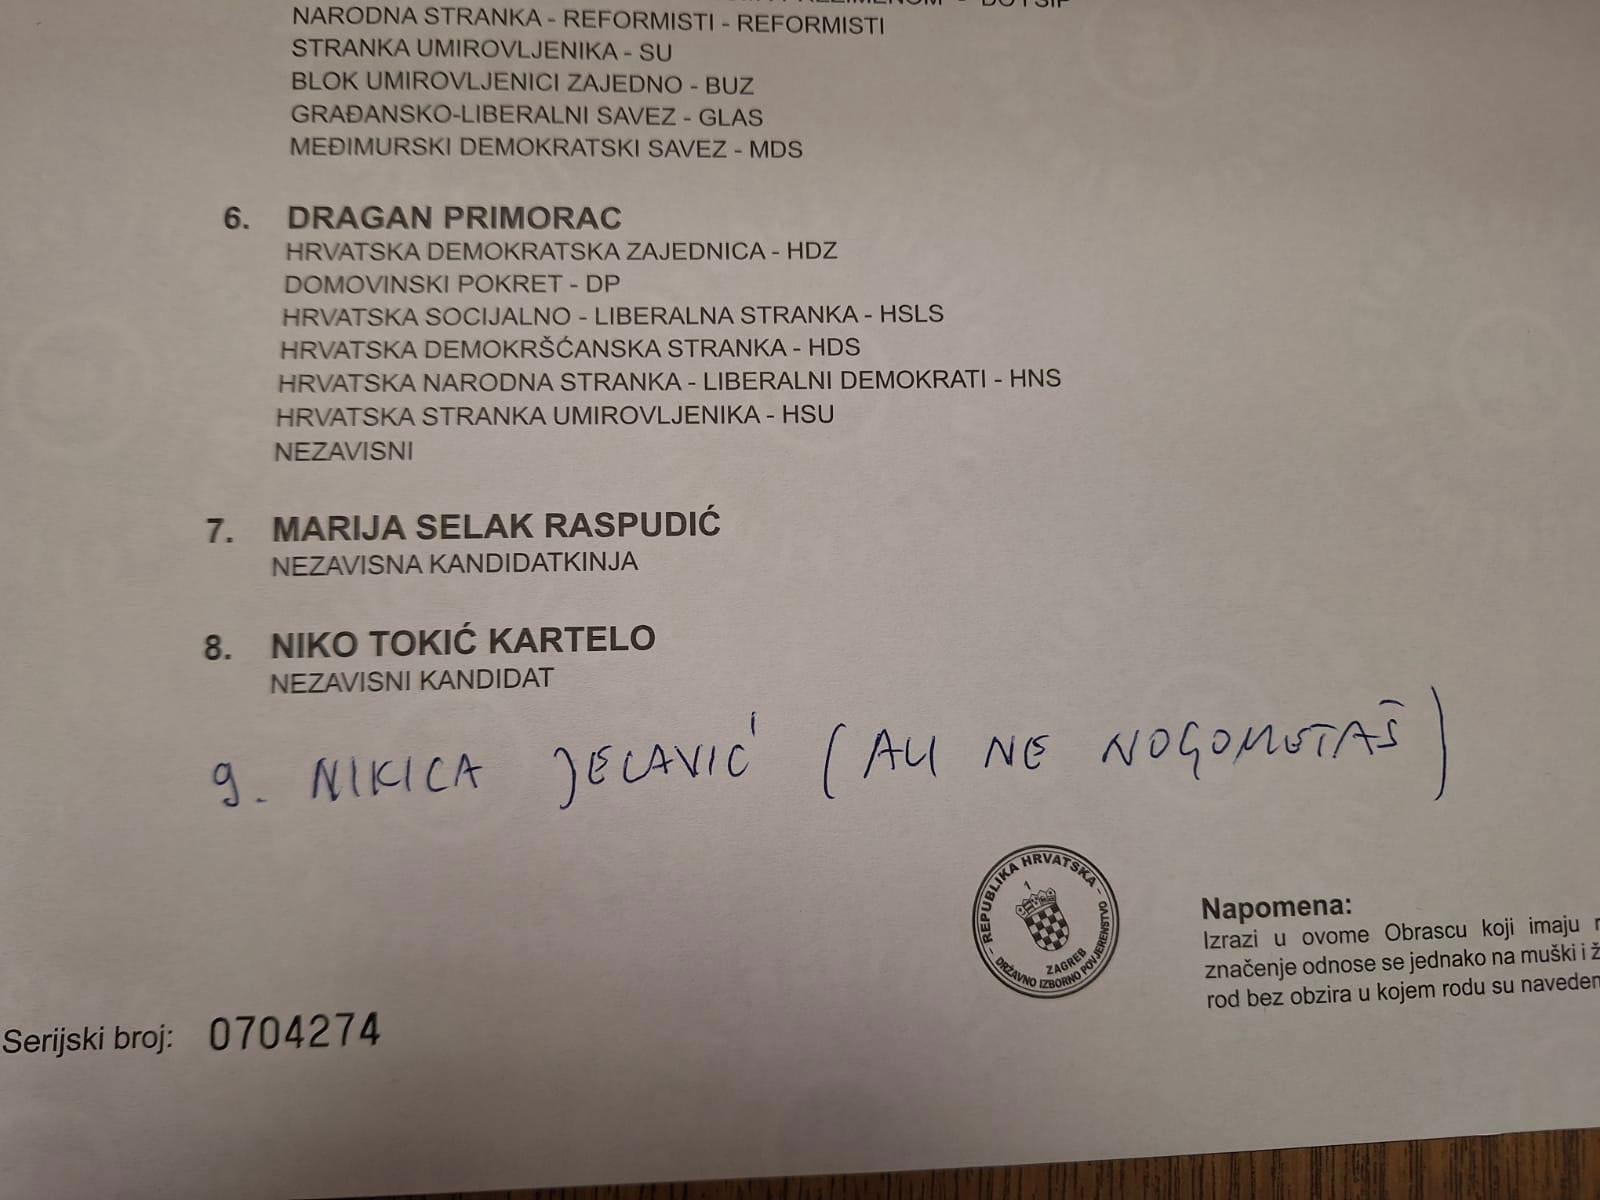 NARODNA STRANKA - REFORMISTI - REFORMISTI
STRANKA UMIROVLJENIKA - SU
BLOK UMIROVLJENICI ZAJEDNO - BUZ
GRAĐANSKO-LIBERALNI SAVEZ - GLAS
MEĐIMURSKI DEMOKRATSKI SAVEZ - MDS
6. DRAGAN PRIMORAC
HRVATSKA DEMOKRATSKA ZAJEDNICA - HDZ
DOMOVINSKI POKRET - DP
HRVATSKA SOCIJALNO - LIBERALNA STRANKA - HSLS
HRVATSKA DEMOKRŠĆANSKA STRANKA - HDS
HRVATSKA NARODNA STRANKA - LIBERALNI DEMOKRATI - HNS
HRVATSKA STRANKA UMIROVLJENIKA - HSU
NEZAVISNI
7. MARIJA SELAK RASPUDIĆ
NEZAVISNA KANDIDATKINJA
8. NIKO TOKIĆ KARTELO
NEZAVISNI KANDIDAT
9. NIKICA JELAVIĆ (ALI NE NOGOMETAŠ)
REPUBLIKA HRVATSKA
1
ZAGREB
DRŽAVNO IZBORNO POVJERENSTVO
Napomena:
Izrazi u ovome Obrascu koji imaju
značenje odnose se jednako na muški i
rod bez obzira u kojem rodu su
Serijski broj: 0704274